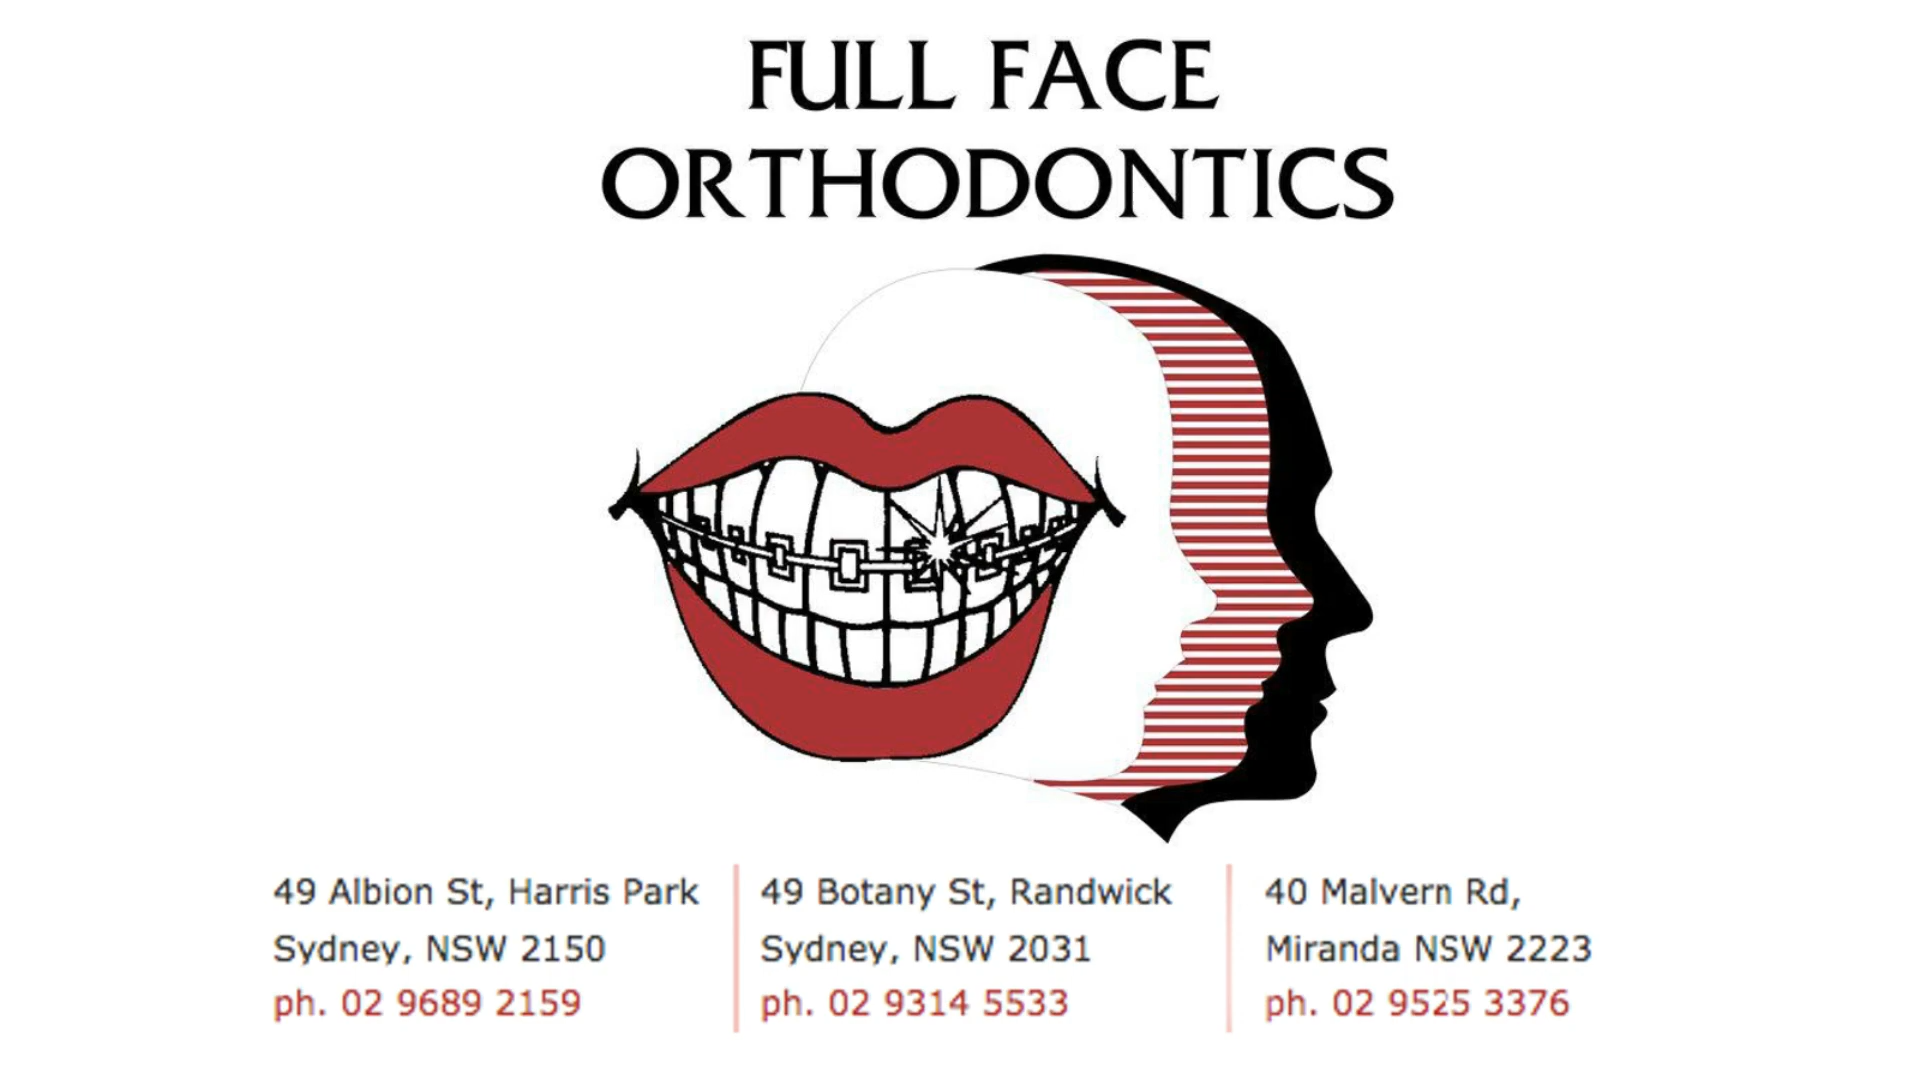 FULL FACE
ORTHODONTICS
49 Albion St, Harris Park
Sydney, NSW 2150
ph. 02 9689 2159
49 Botany St, Randwick
Sydney, NSW 2031
ph. 02 9314 5533
40 Malvern Rd,
Miranda NSW 2223
ph. 02 9525 3376